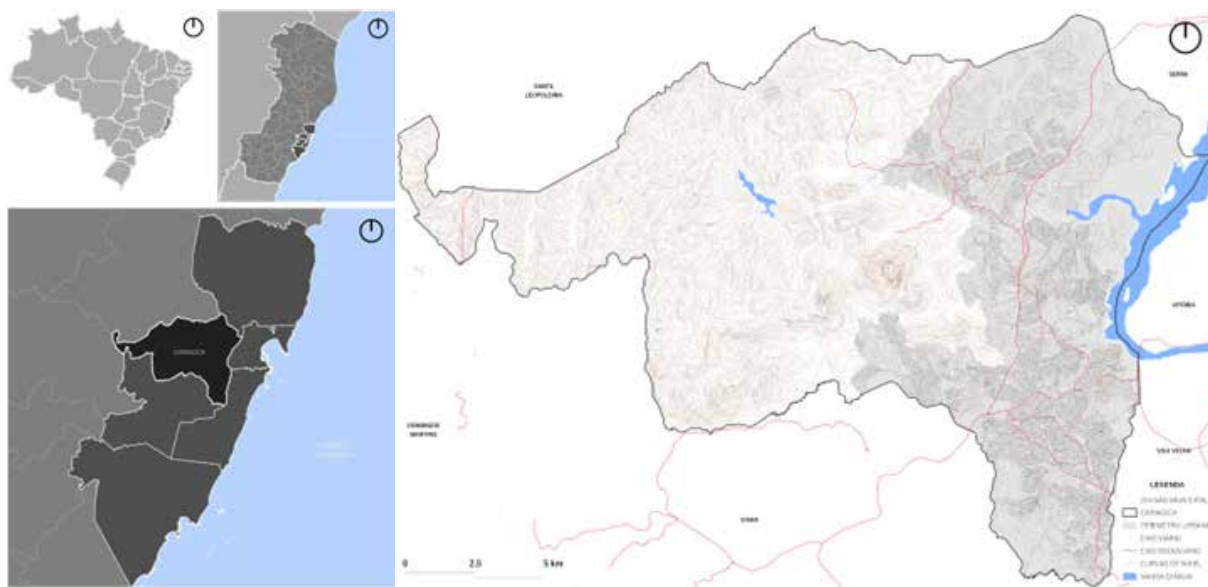 SANTA
LEOPOLDINA
SERRA
CARIACICA
VITÓRIA
DOMINGOS
MARTINS
VILA VELHA
VIANA
LEGENDA
DIVISÃO MUNICIPAL
CARIACICA
PERÍMETRO URBANO
EIXO VIÁRIO
EIXO RODOVIÁRIO
CURVAS DE NÍVEL
MASSA D'ÁGUA
0 2.5 5 km